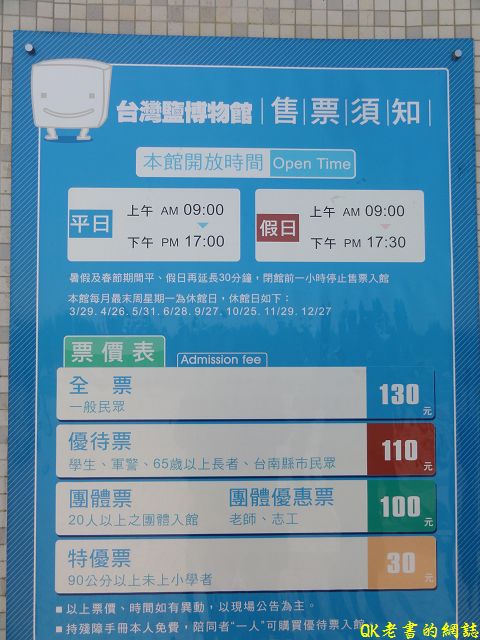 台灣鹽博物館 售票須知
本館開放時間 Open Time
平日 上午 AM 09:00
下午 PM 17:00
假日 上午 AM 09:00
下午 PM 17:30
暑假及春節期間平、假日再延長30分鐘，閉館前一小時停止售票入館
本館每月最末周星期一為休館日，休館日如下：
3/29. 4/26. 5/31. 6/28. 9/27. 10/25. 11/29. 12/27
票價表 Admission fee
全票 130元
一般民眾
優待票 110元
學生、軍警、65歲以上長者、台南縣市民眾
團體票 團體優惠票 100元
20人以上之團體入館 老師、志工
特優票 30元
90公分以上未上小學者
■ 以上票價、時間如有異動，以現場公告為主。
■ 持殘障手冊本人免費，陪同者“一人”可購買優待票入館
QK老書的網誌